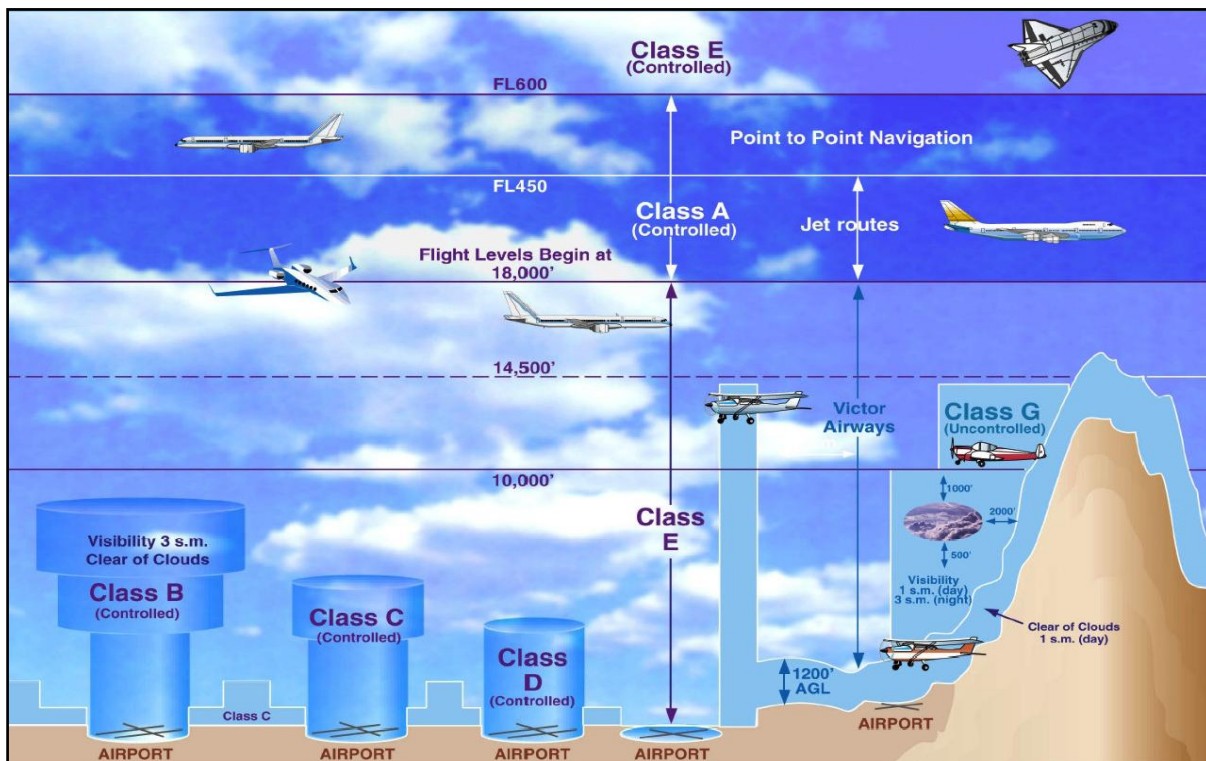 Class E
(Controlled)
FL600
Point to Point Navigation
FL450
Class A
(Controlled)
Jet routes
Flight Levels Begin at
18,000’
14,500’
Victor
Airways
Class G
(Uncontrolled)
10,000’
1000’
2000’
500’
Visibility
1 s.m. (day)
3 s.m. (night)
Class
E
Visibility 3 s.m.
Clear of Clouds
Class B
(Controlled)
Class C
(Controlled)
Class
D
(Controlled)
Clear of Clouds
1 s.m. (day)
1200’
AGL
Class C
AIRPORT
AIRPORT
AIRPORT
AIRPORT
AIRPORT